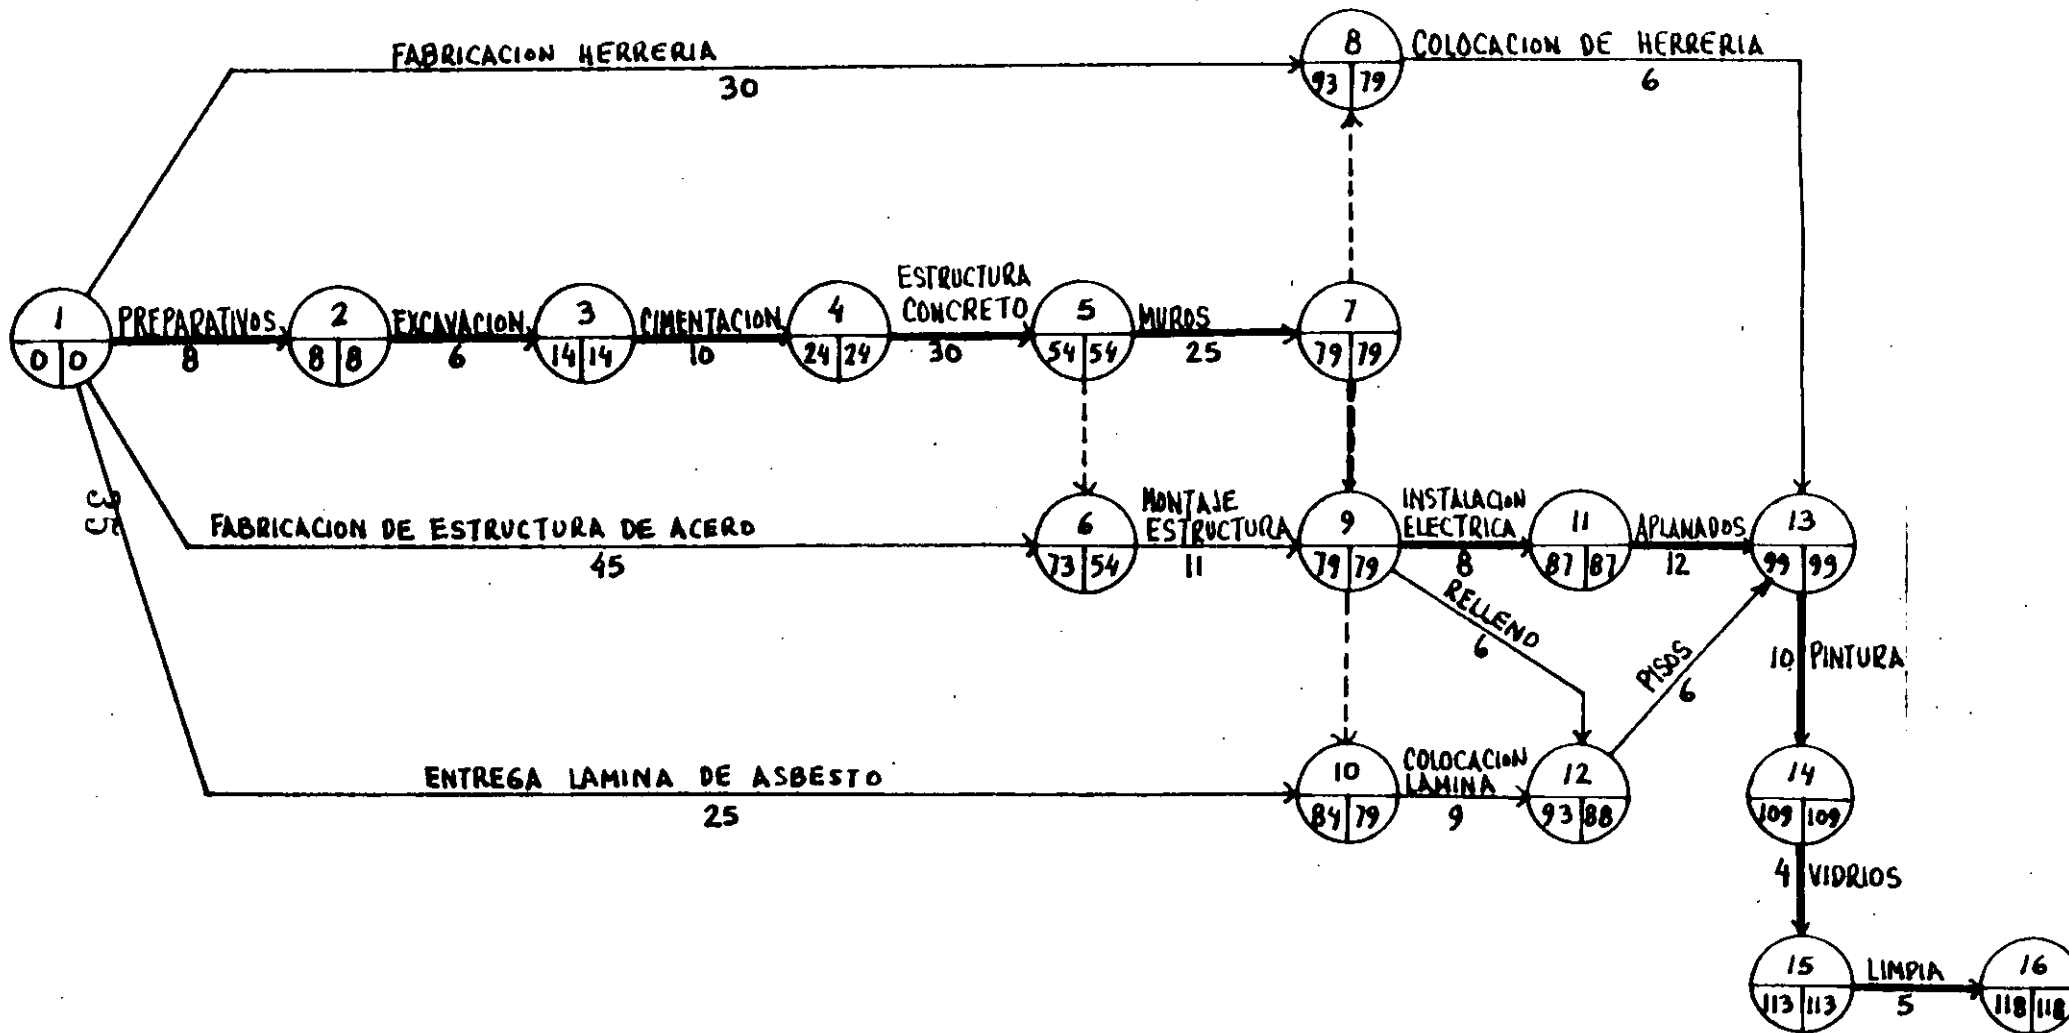 FABRICACION HERRERIA
30
8
93 79
COLOCACION DE HERRERIA
6
1
0 0
PREPARATIVOS
8
2
8 8
EXCAVACION
6
3
14 14
CIMENTACION
10
4
24 24
ESTRUCTURA
CONCRETO
30
5
54 54
MUROS
25
7
79 79
35
FABRICACION DE ESTRUCTURA DE ACERO
45
6
73 54
MONTAJE
ESTRUCTURA
11
9
79 79
INSTALACION
ELECTRICA
8
11
87 87
APLANADOS
12
13
99 99
RELLENO
6
PISOS
6
10 PINTURA
ENTREGA LAMINA DE ASBESTO
25
10
84 79
COLOCACION
LAMINA
9
12
93 88
14
109 109
4 VIDRIOS
15
113 113
LIMPIA
5
16
118 118